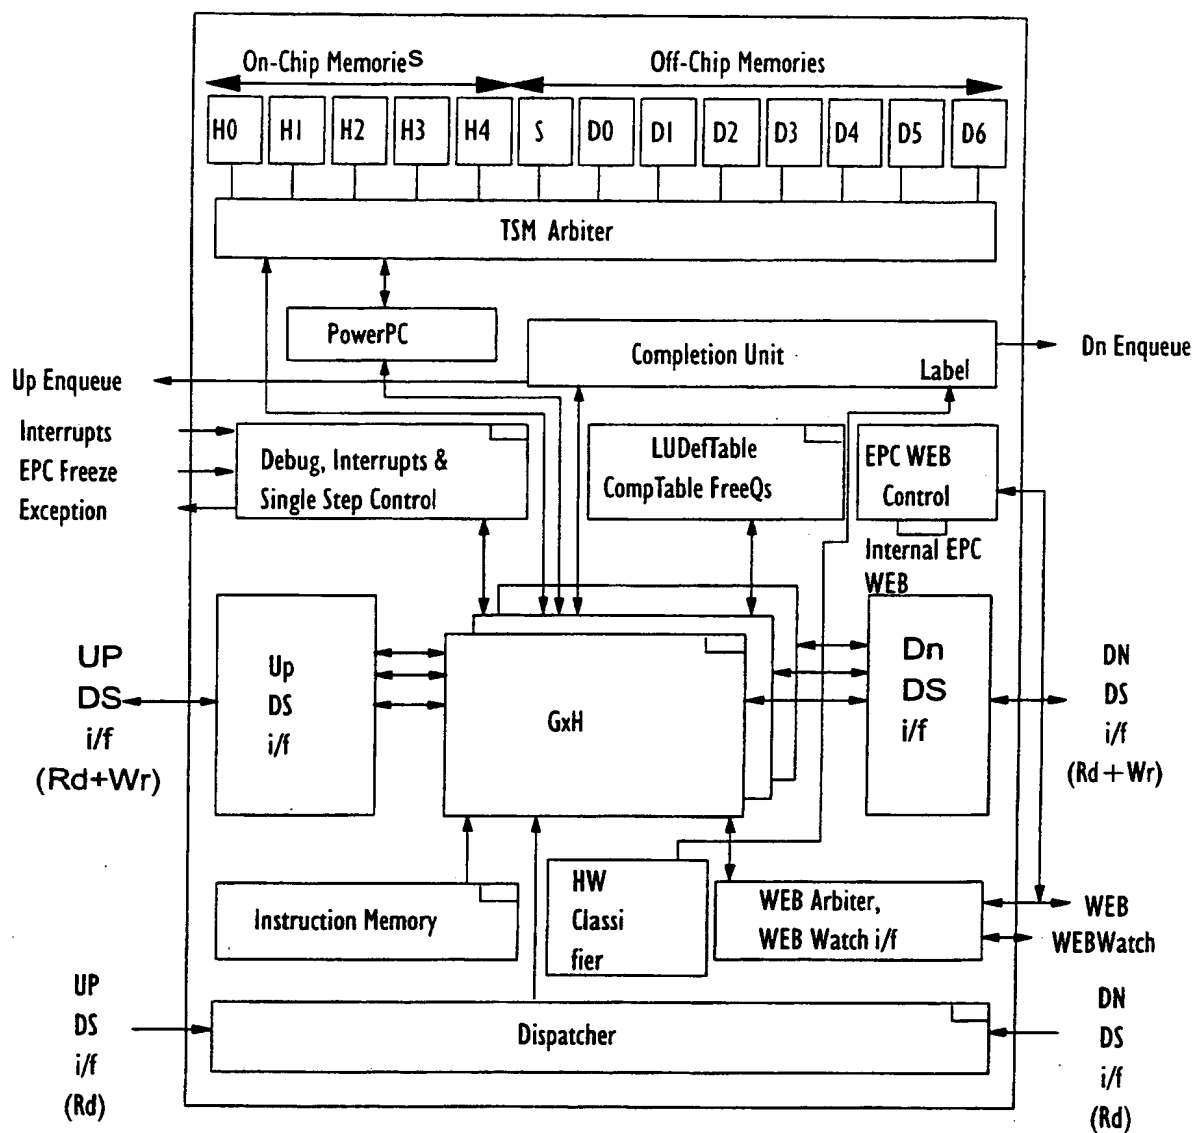 On-Chip Memories
Off-Chip Memories
H0
H1
H2
H3
H4
S
D0
D1
D2
D3
D4
D5
D6
TSM Arbiter
PowerPC
Completion Unit
Label
Dn Enqueue
Up Enqueue
Interrupts
EPC Freeze
Exception
Debug, Interrupts &
Single Step Control
LUDefTable
CompTable FreeQs
EPC WEB
Control
Internal EPC
WEB
UP
DS
i/f
(Rd+Wr)
Up
DS
i/f
GxH
Dn
DS
i/f
DN
DS
i/f
(Rd+Wr)
Instruction Memory
HW
Classi
fier
WEB Arbiter,
WEB Watch i/f
WEB
WEBWatch
UP
DS
i/f
(Rd)
Dispatcher
DN
DS
i/f
(Rd)